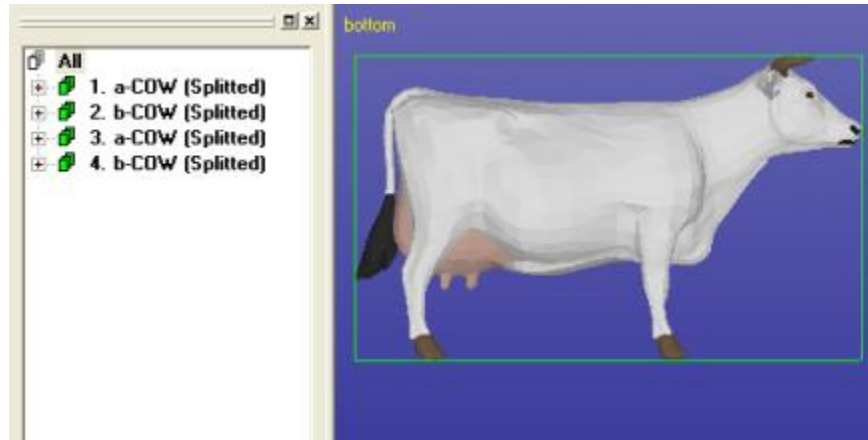 All
1. a-COW (Splitted)
2. b-COW (Splitted)
3. a-COW (Splitted)
4. b-COW (Splitted)
bottom